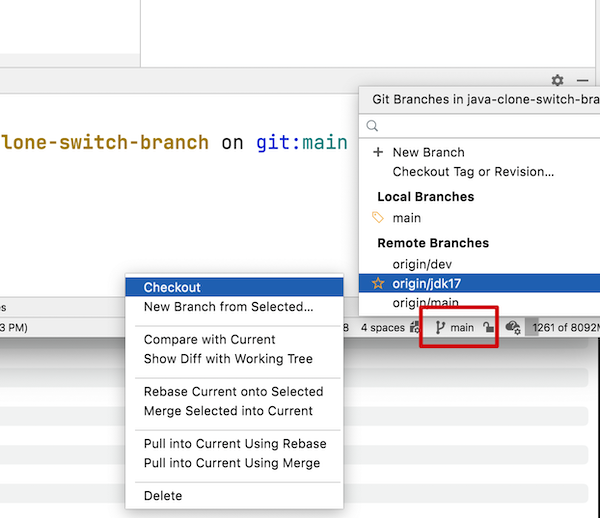 Git Branches in java-clone-switch-bra
lone-switch-branch on git:main
New Branch
Checkout Tag or Revision...
Local Branches
main
Remote Branches
origin/dev
origin/jdk17
origin/main
Checkout
New Branch from Selected...
Compare with Current
Show Diff with Working Tree
Rebase Current onto Selected
Merge Selected into Current
Pull into Current Using Rebase
Pull into Current Using Merge
Delete
es
3 PM)
8 4 spaces main 1261 of 8092M